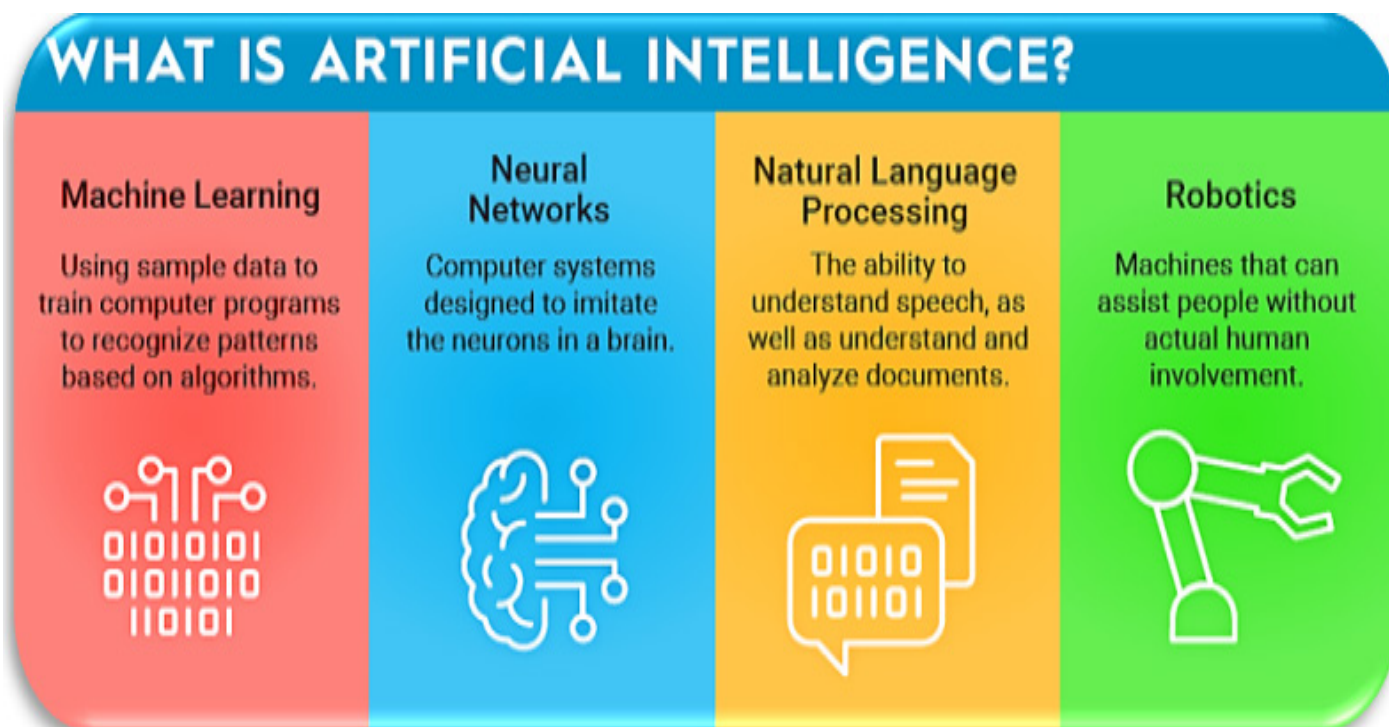 WHAT IS ARTIFICIAL INTELLIGENCE?
Machine Learning
Using sample data to
train computer programs
to recognize patterns
based on algorithms.
01010101
01011010
110101
Neural
Networks
Computer systems
designed to imitate
the neurons in a brain.
Natural Language
Processing
The ability to
understand speech, as
well as understand and
analyze documents.
01010
101101
Robotics
Machines that can
assist people without
actual human
involvement.